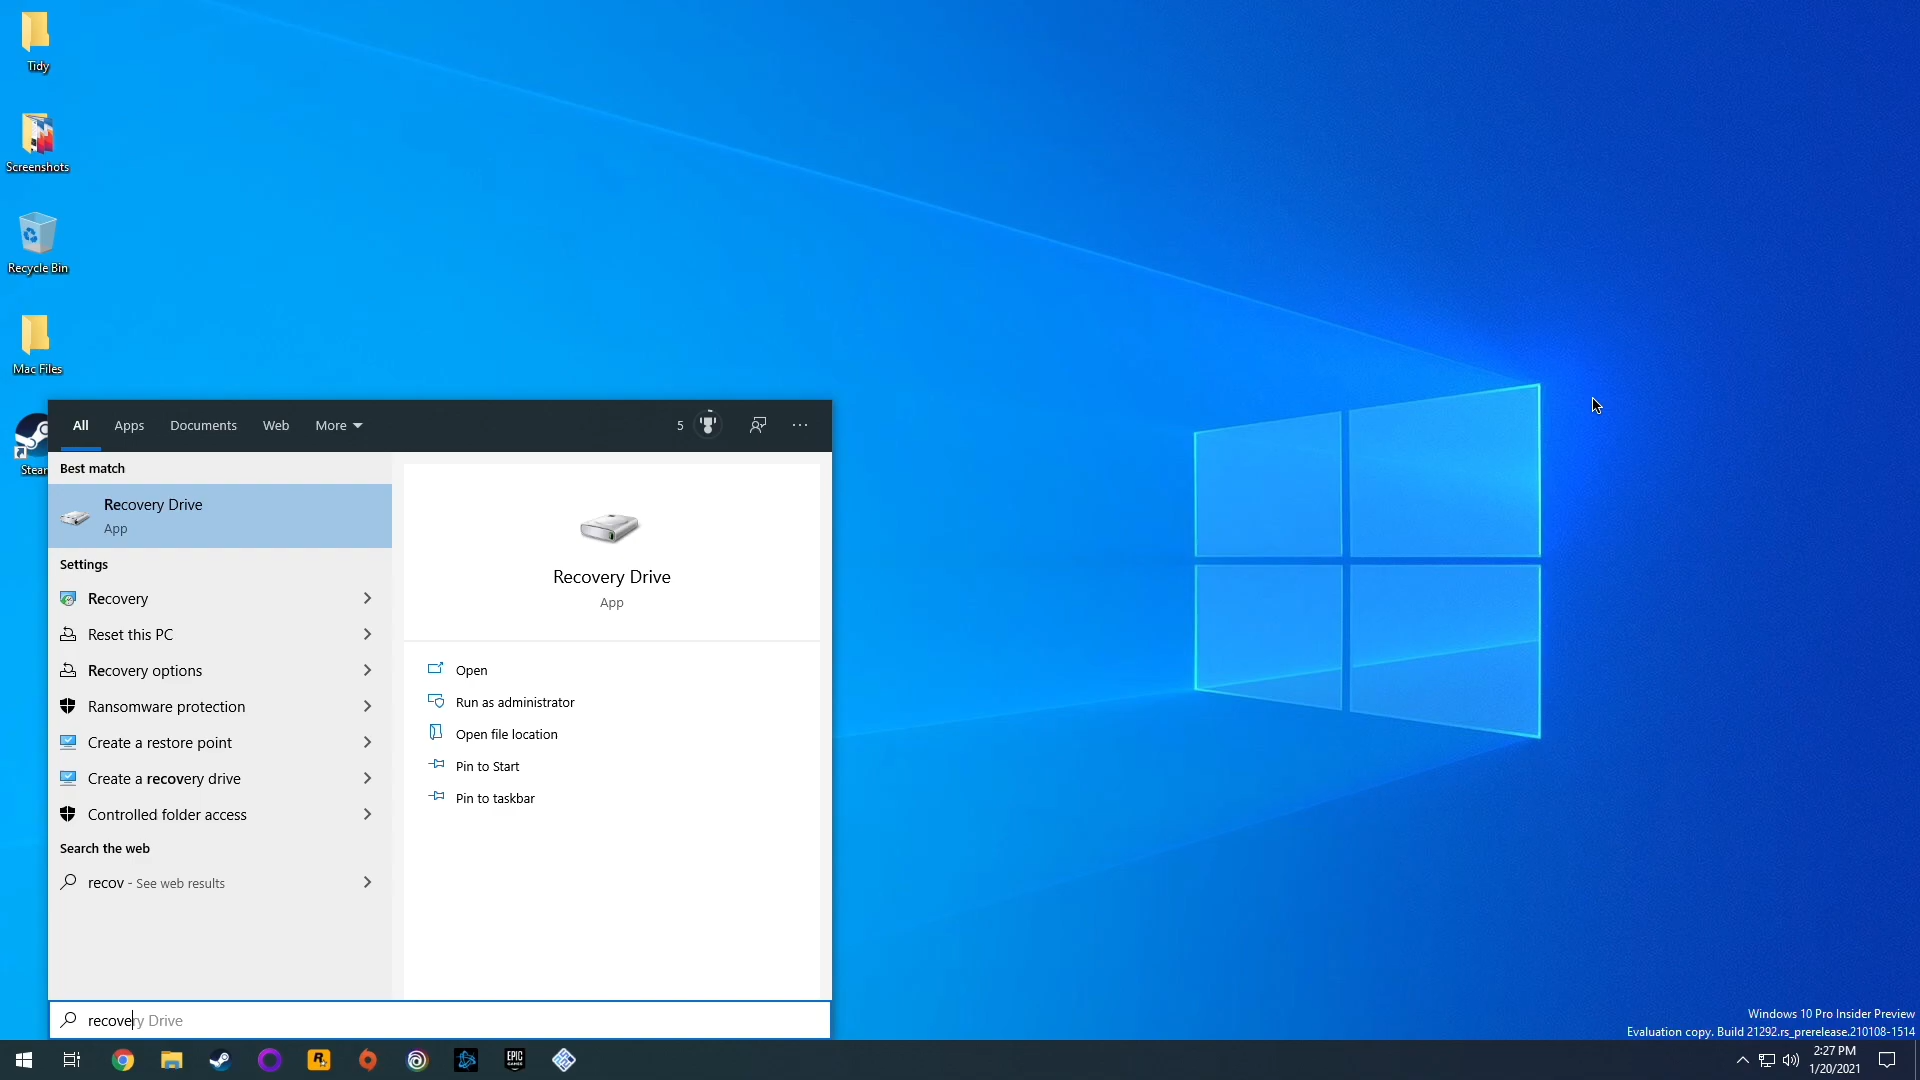 Tidy
Screenshots
Recycle Bin
Mac Files
Steam
All Apps Documents Web More 5 ...
Best match
Recovery Drive
App
Settings
Recovery
Reset this PC
Recovery options
Ransomware protection
Create a restore point
Create a recovery drive
Controlled folder access
Search the web
recov - See web results
Recovery Drive
App
Open
Run as administrator
Open file location
Pin to Start
Pin to taskbar
recovery Drive
Windows 10 Pro Insider Preview
Evaluation copy. Build 21292.rs_prerelease.210108-1514
R
EPIC
GAMES
2:27 PM
1/20/2021